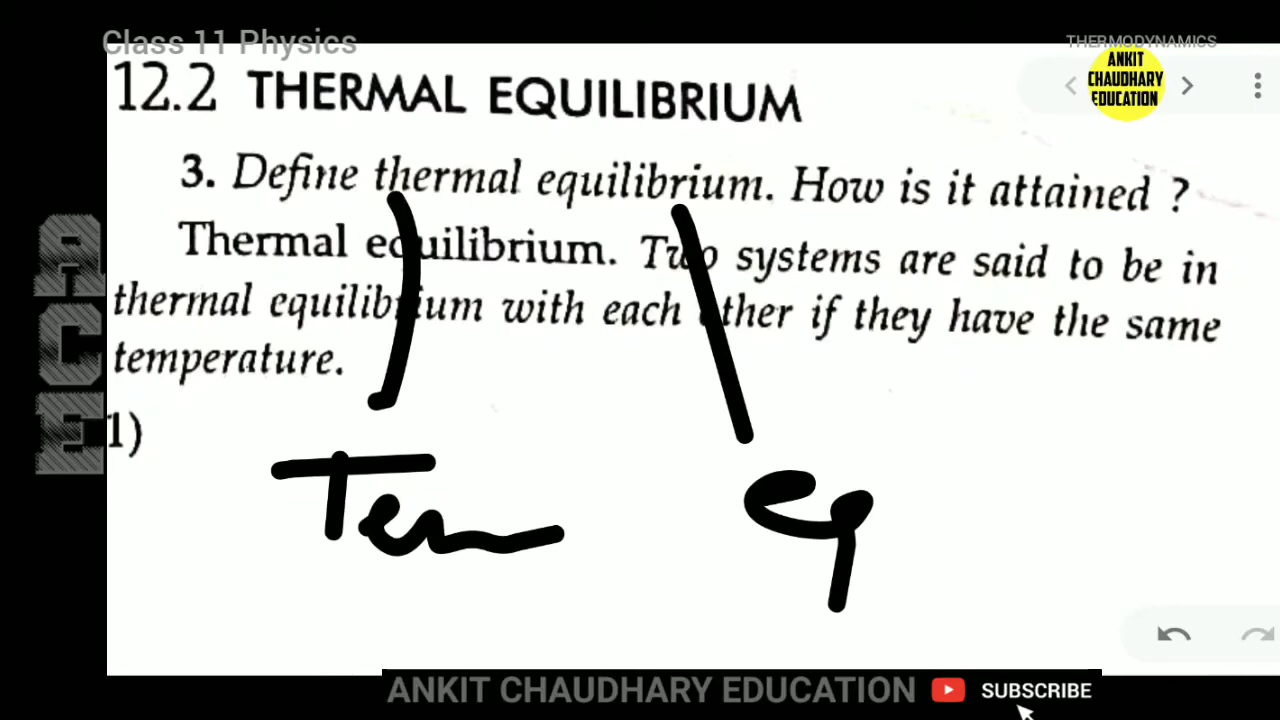 Class 11 Physics
THERMODYNAMICS
ANKIT
CHAUDHARY
EDUCATION
12.2 THERMAL EQUILIBRIUM
3. Define thermal equilibrium. How is it attained ?
Thermal equilibrium. Two systems are said to be in
thermal equilibrium with each other if they have the same
temperature.
1)
Tem eq
ACE
ANKIT CHAUDHARY EDUCATION SUBSCRIBE